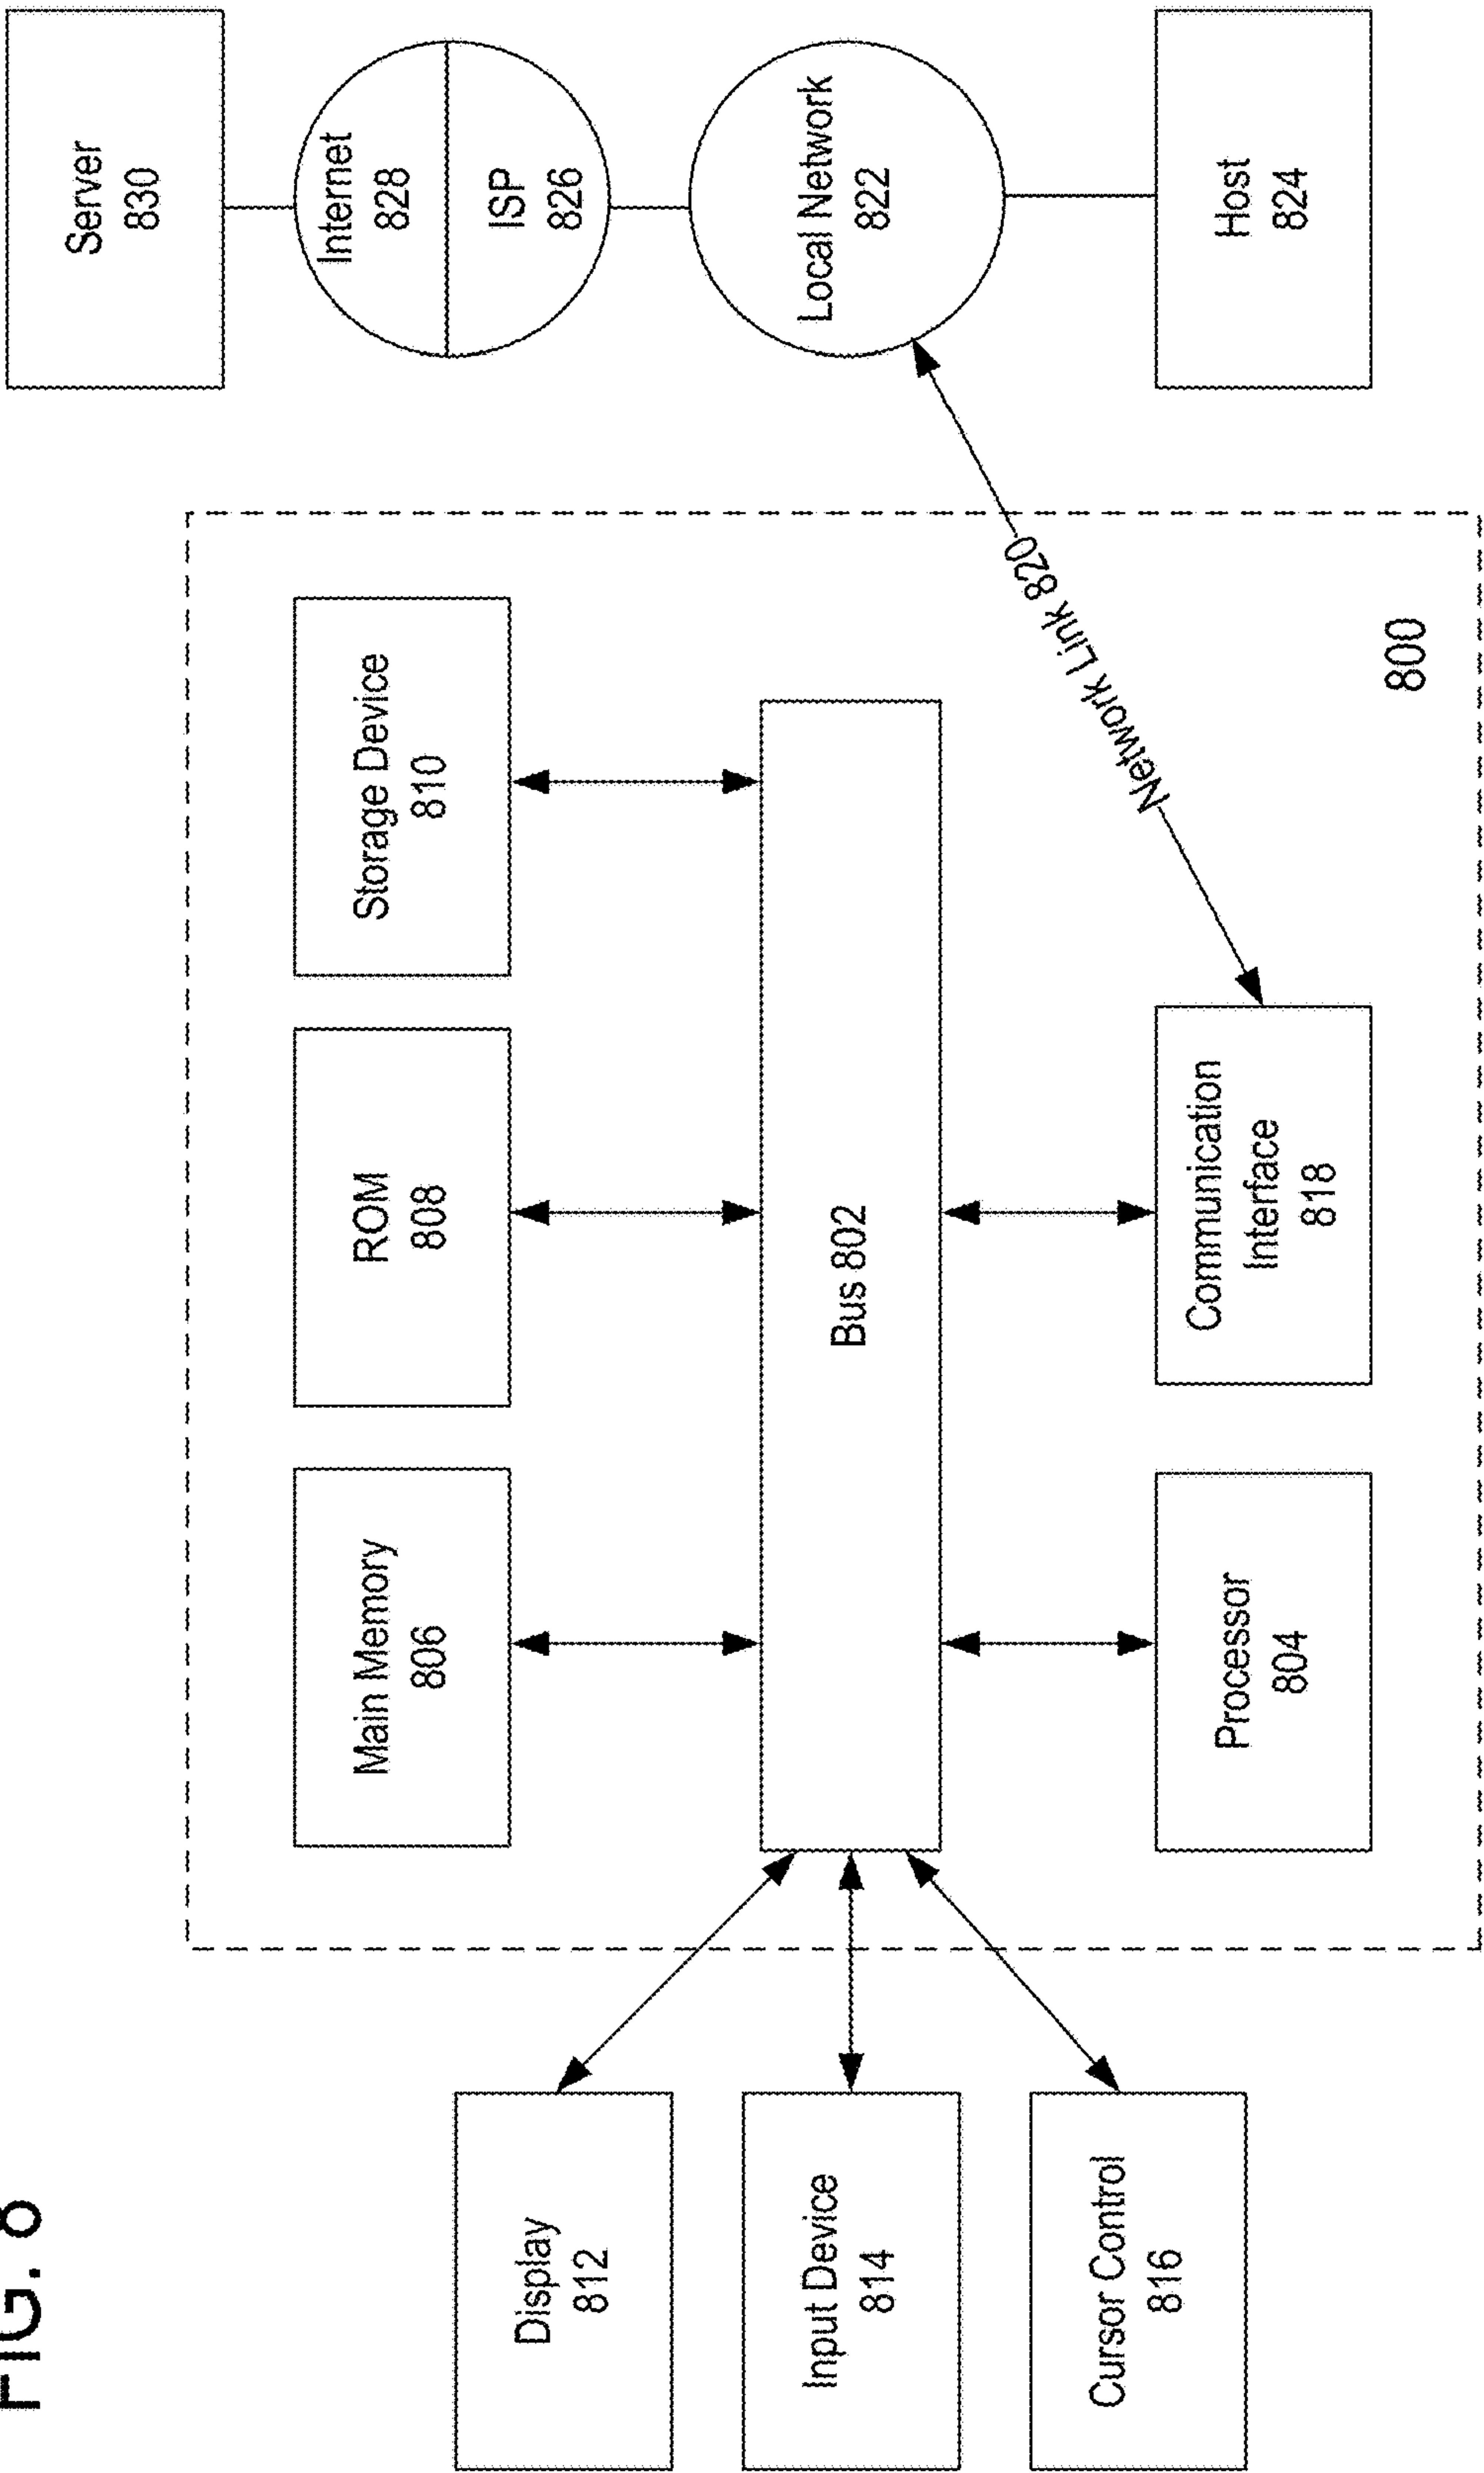 FIG. 8
Display
812
Input Device
814
Cursor Control
816
Main Memory
806
ROM
808
Storage Device
810
Bus 802
Processor
804
Communication
Interface
818
Network Link 820
800
Server
830
Internet
828
ISP
826
Local Network
822
Host
824